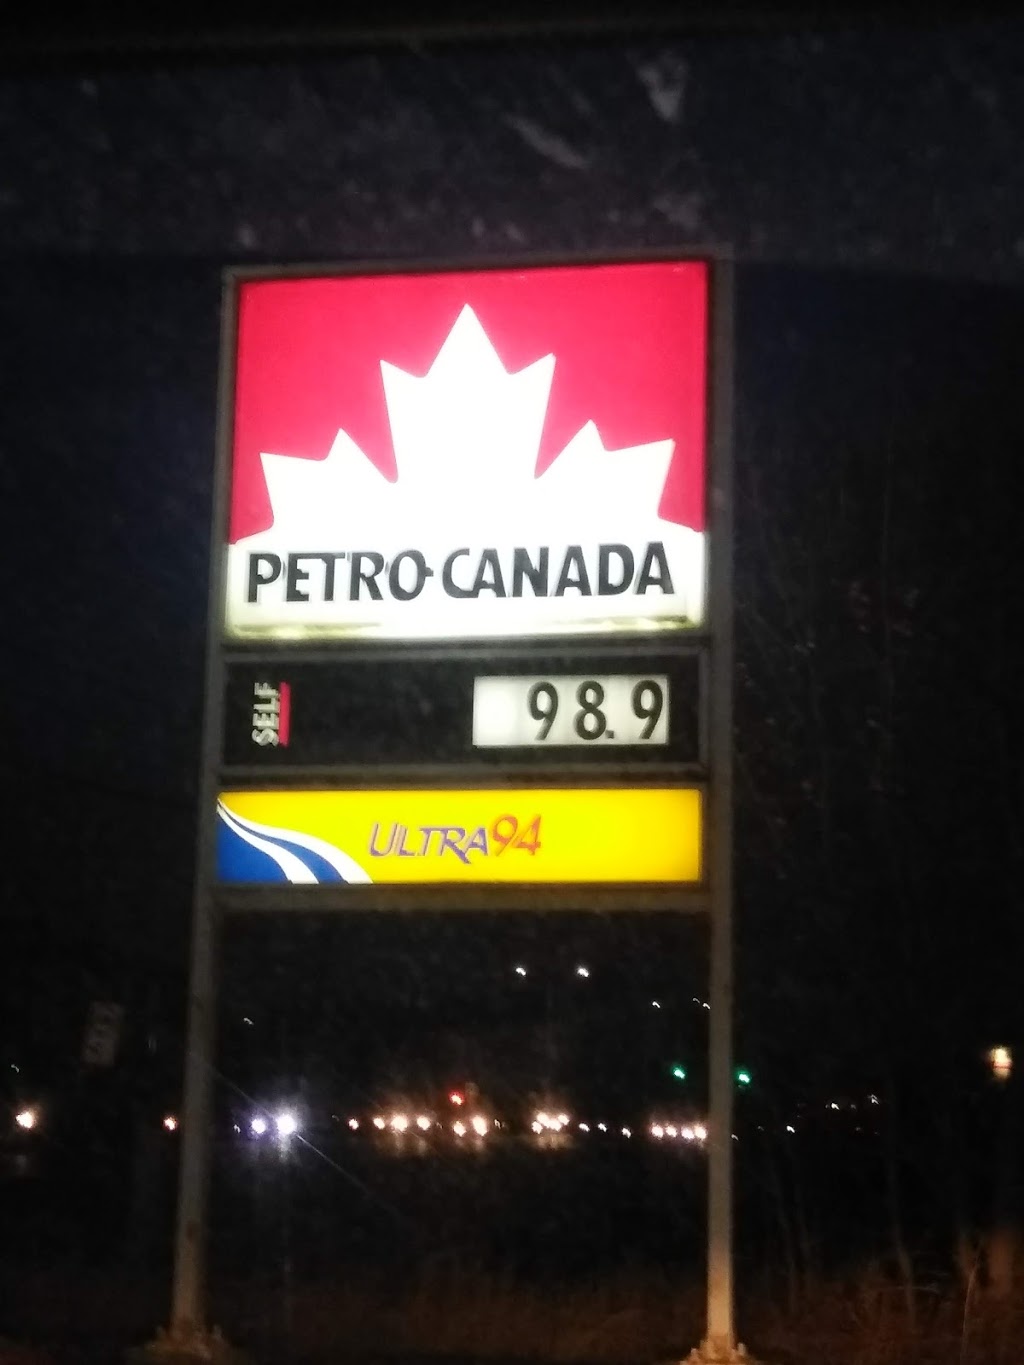 PETRO-CANADA
SELF
98.9
ULTRA94